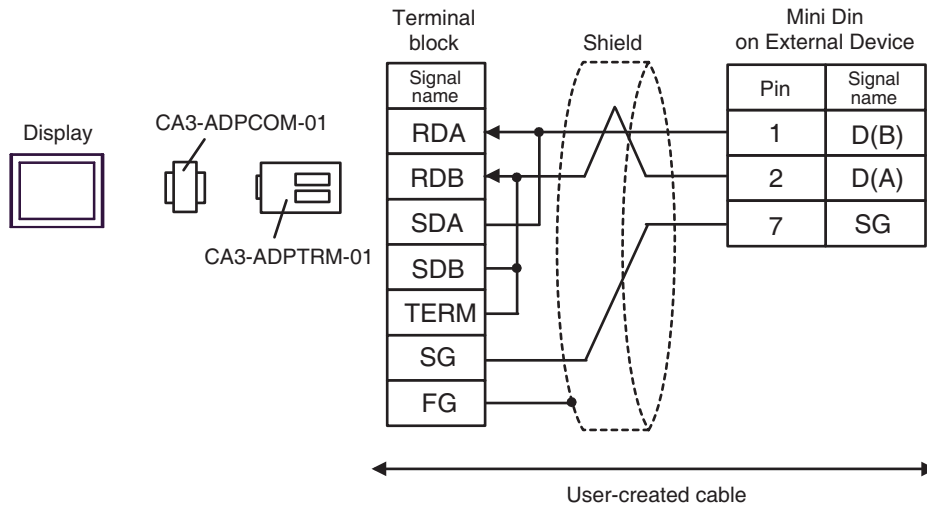 Display
CA3-ADPCOM-01
CA3-ADPTRM-01
Terminal
block
Signal
name
RDA
RDB
SDA
SDB
TERM
SG
FG
Shield
Mini Din
on External Device
Pin
Signal
name
1
D(B)
2
D(A)
7
SG
User-created cable